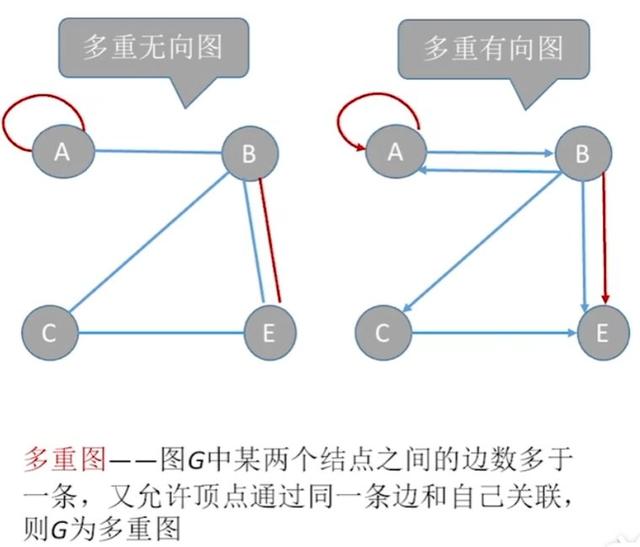 多重无向图
多重有向图
A
B
A
B
C
E
C
E
多重图——图G中某两个结点之间的边数多于
一条，又允许顶点通过同一条边和自己关联，
则G为多重图